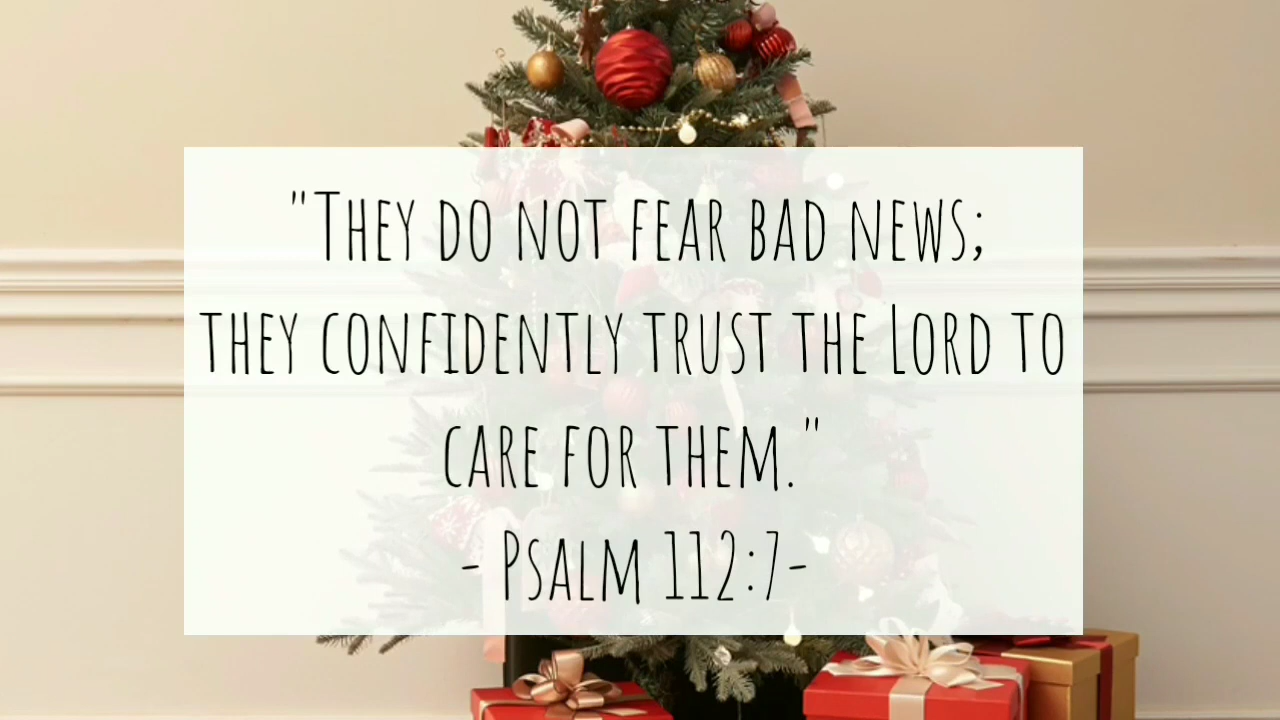 "They do not fear bad news;
they confidently trust the Lord to
care for them."
- Psalm 112:7-